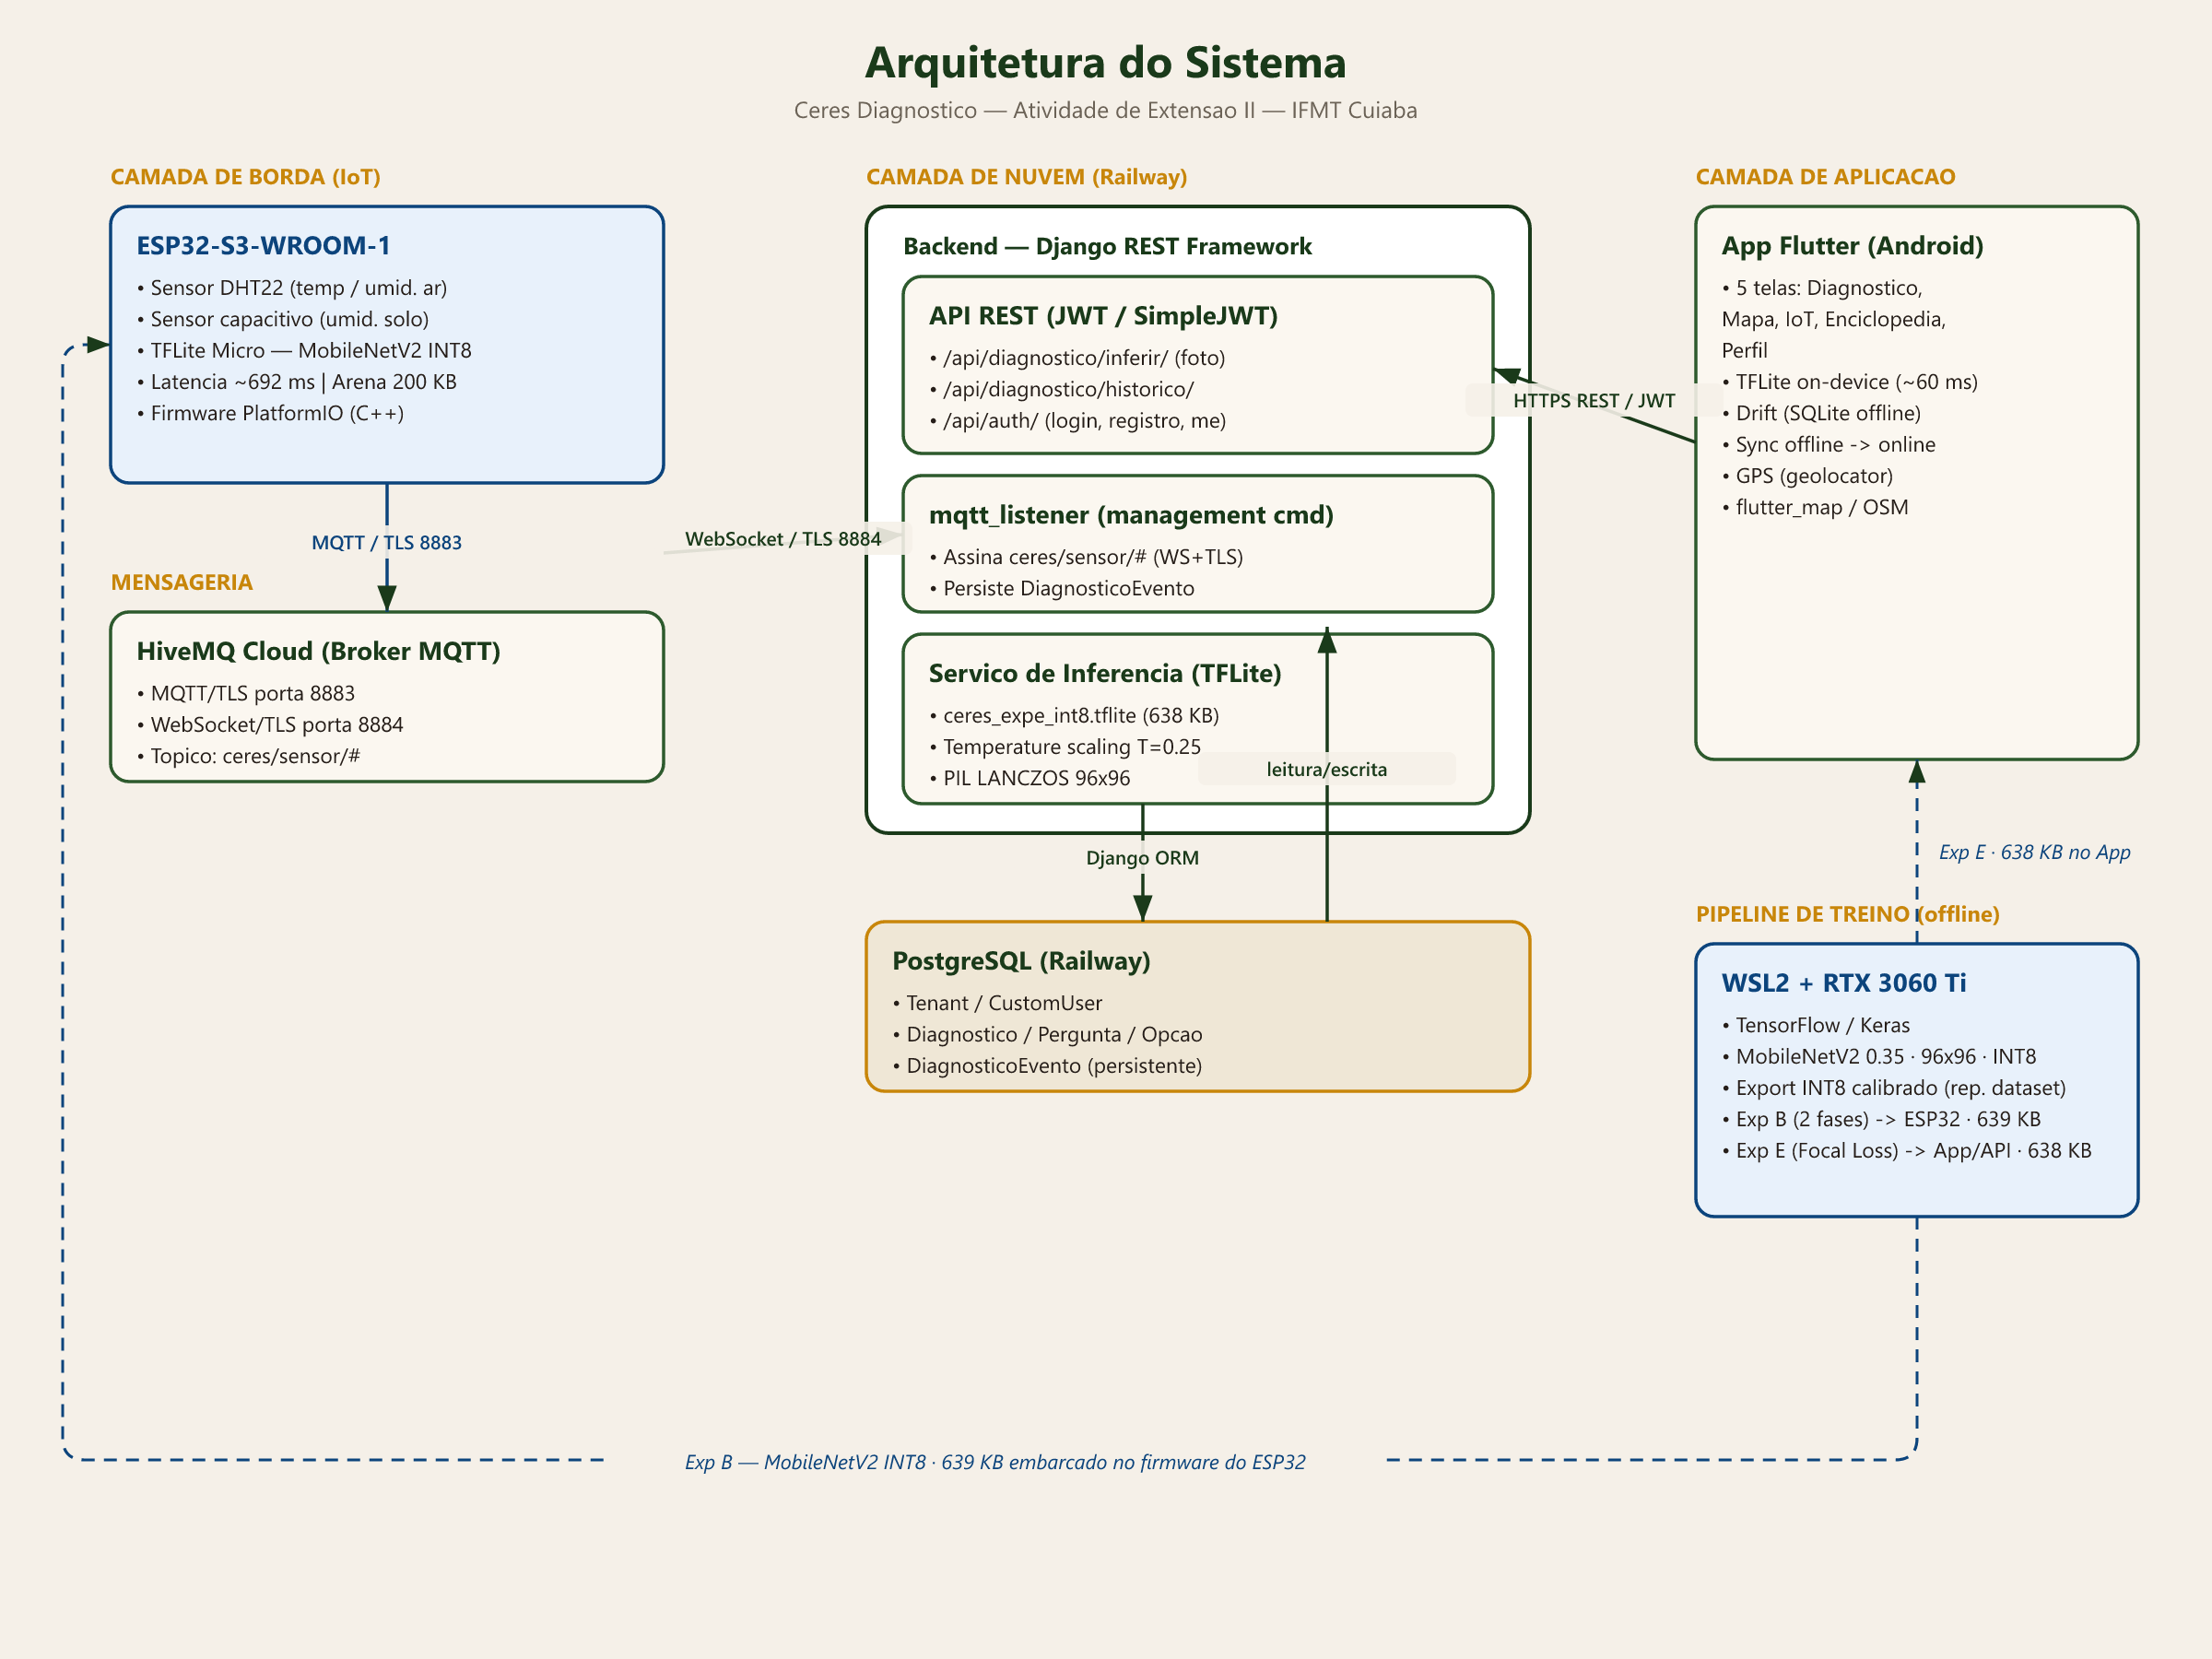 Arquitetura do Sistema
Ceres Diagnostico — Atividade de Extensao II — IFMT Cuiaba
CAMADA DE BORDA (IoT)
ESP32-S3-WROOM-1
• Sensor DHT22 (temp / umid. ar)
• Sensor capacitivo (umid. solo)
• TFLite Micro — MobileNetV2 INT8
• Latencia ~692 ms | Arena 200 KB
• Firmware PlatformIO (C++)
MQTT / TLS 8883
MENSAGERIA
HiveMQ Cloud (Broker MQTT)
• MQTT/TLS porta 8883
• WebSocket/TLS porta 8884
• Topico: ceres/sensor/#
WebSocket / TLS 8884
CAMADA DE NUVEM (Railway)
Backend — Django REST Framework
API REST (JWT / SimpleJWT)
• /api/diagnostico/inferir/ (foto)
• /api/diagnostico/historico/
• /api/auth/ (login, registro, me)
mqtt_listener (management cmd)
• Assina ceres/sensor/# (WS+TLS)
• Persiste DiagnosticoEvento
Servico de Inferencia (TFLite)
• ceres_expe_int8.tflite (638 KB)
• Temperature scaling T=0.25
• PIL LANCZOS 96x96
leitura/escrita
Django ORM
PostgreSQL (Railway)
• Tenant / CustomUser
• Diagnostico / Pergunta / Opcao
• DiagnosticoEvento (persistente)
HTTPS REST / JWT
CAMADA DE APLICACAO
App Flutter (Android)
• 5 telas: Diagnostico,
Mapa, IoT, Enciclopedia,
Perfil
• TFLite on-device (~60 ms)
• Drift (SQLite offline)
• Sync offline -> online
• GPS (geolocator)
• flutter_map / OSM
Exp E · 638 KB no App
PIPELINE DE TREINO (offline)
WSL2 + RTX 3060 Ti
• TensorFlow / Keras
• MobileNetV2 0.35 · 96x96 · INT8
• Export INT8 calibrado (rep. dataset)
• Exp B (2 fases) -> ESP32 · 639 KB
• Exp E (Focal Loss) -> App/API · 638 KB
Exp B — MobileNetV2 INT8 · 639 KB embarcado no firmware do ESP32